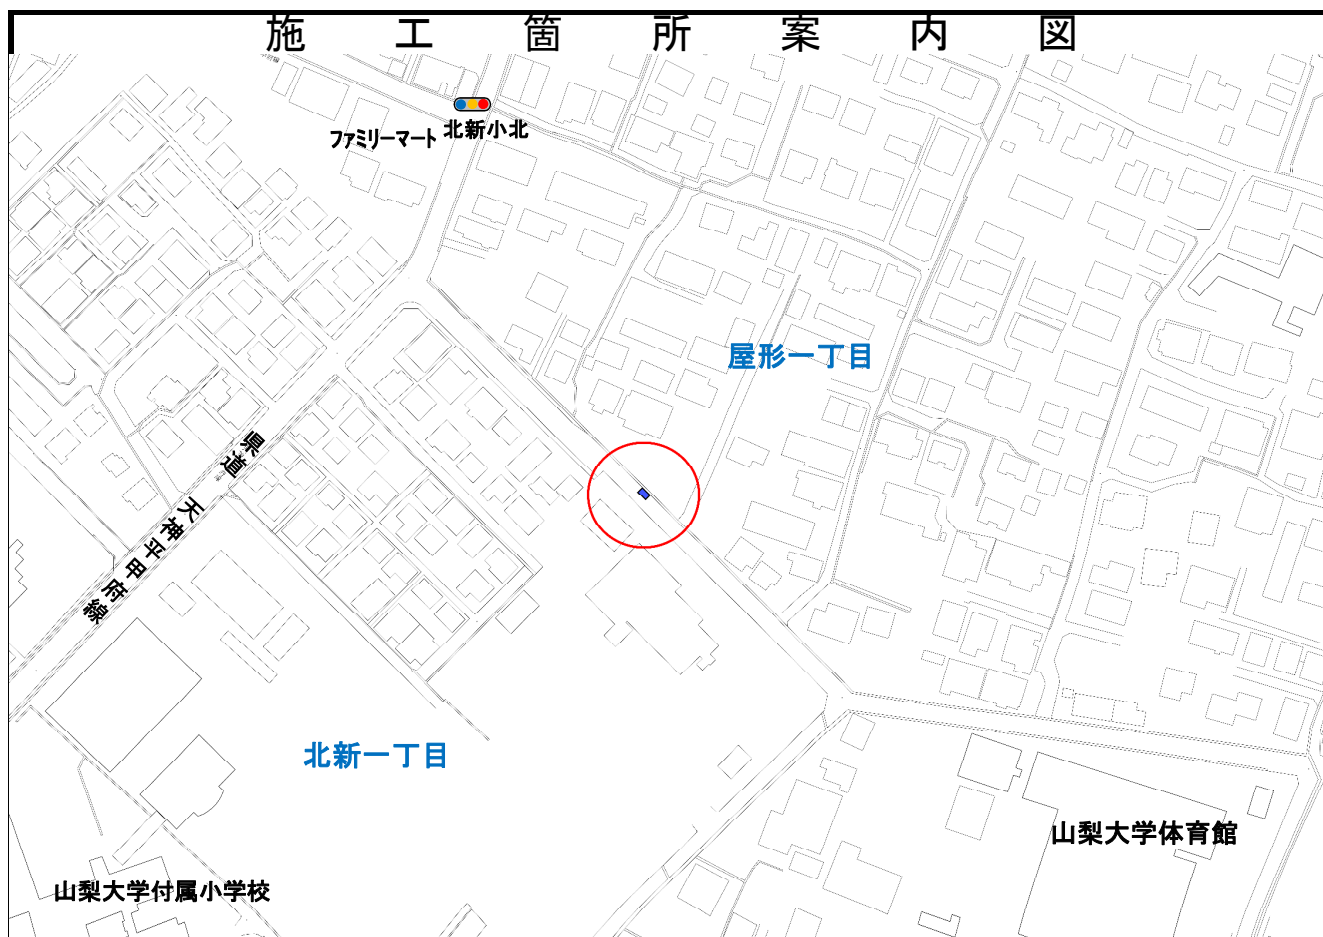 施工箇所案内図
ファミリーマート
北新小北
屋形一丁目
県道 天神平甲府線
北新一丁目
山梨大学体育館
山梨大学付属小学校